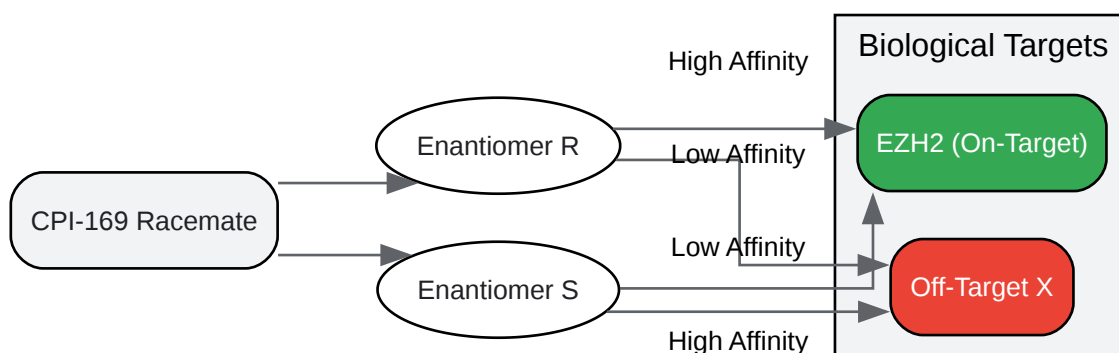 Biological Targets
High Affinity
EZH2 (On-Target)
Enantiomer R
Low Affinity
CPI-169 Racemate
Low Affinity
Enantiomer S
Off-Target X
High Affinity